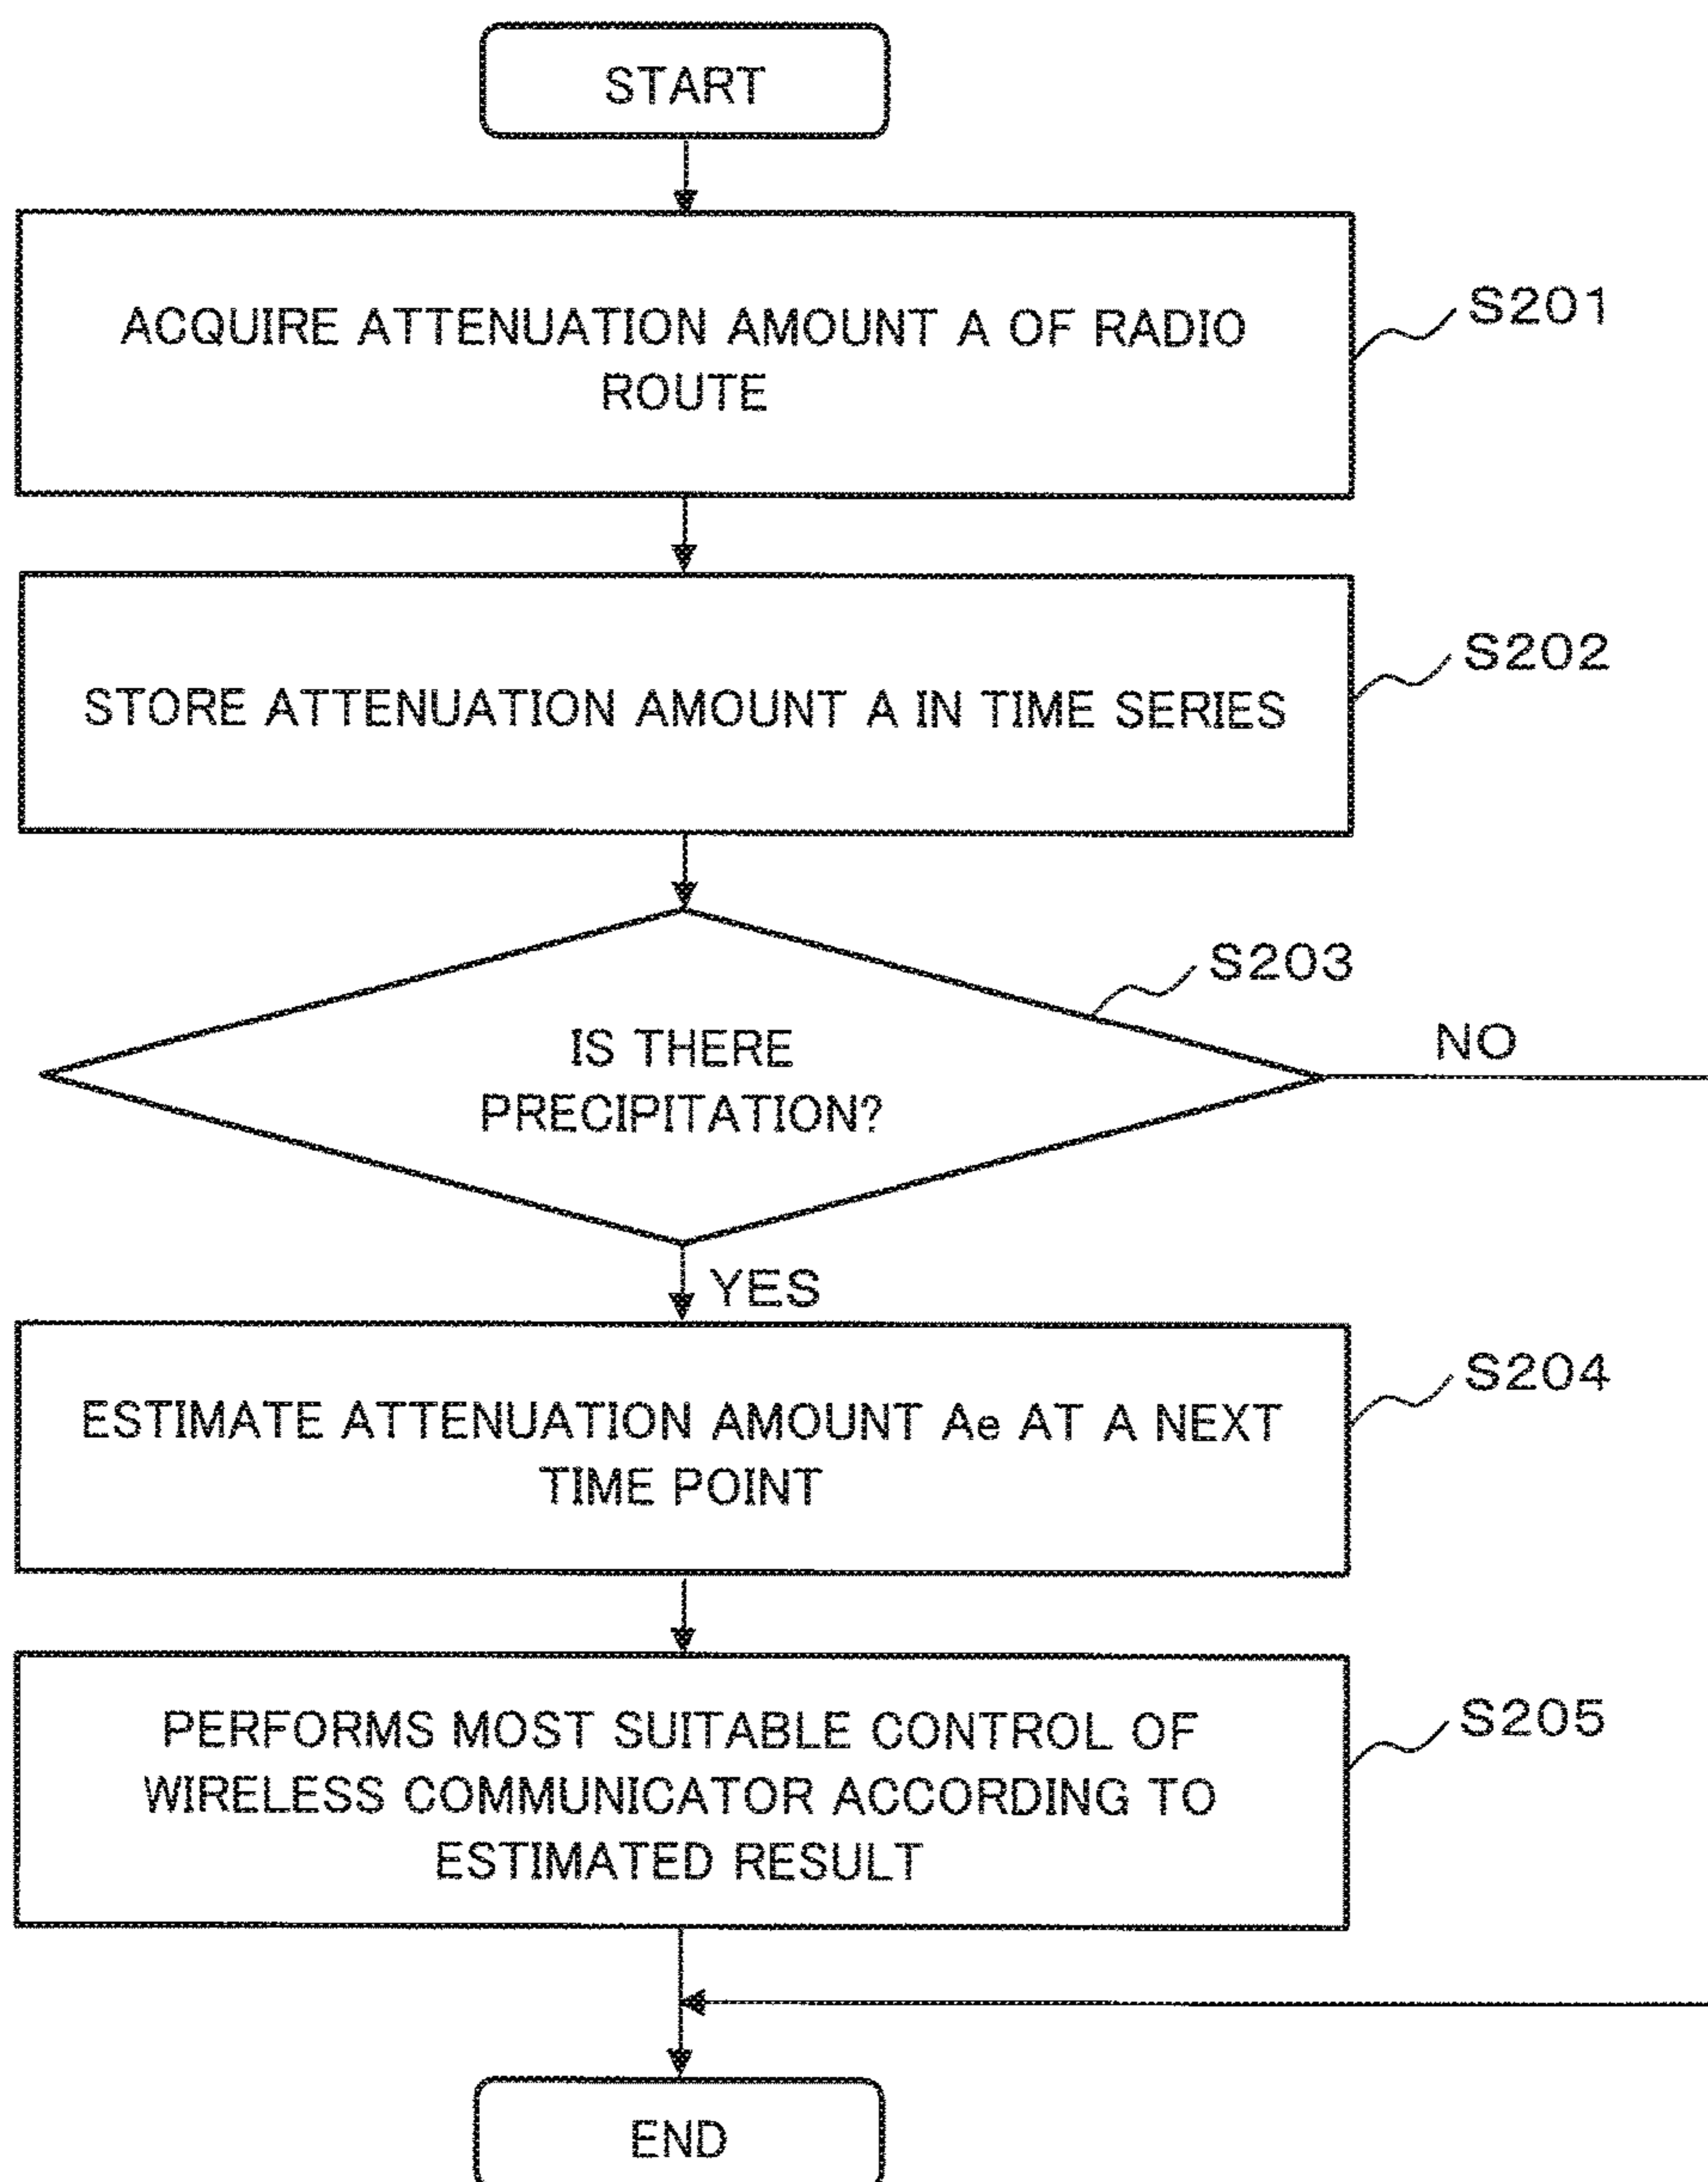 START
ACQUIRE ATTENUATION AMOUNT A OF RADIO
ROUTE
S201
STORE ATTENUATION AMOUNT A IN TIME SERIES
S202
IS THERE
PRECIPITATION?
S203
NO
YES
ESTIMATE ATTENUATION AMOUNT Ae AT A NEXT
TIME POINT
S204
PERFORMS MOST SUITABLE CONTROL OF
WIRELESS COMMUNICATOR ACCORDING TO
ESTIMATED RESULT
S205
END